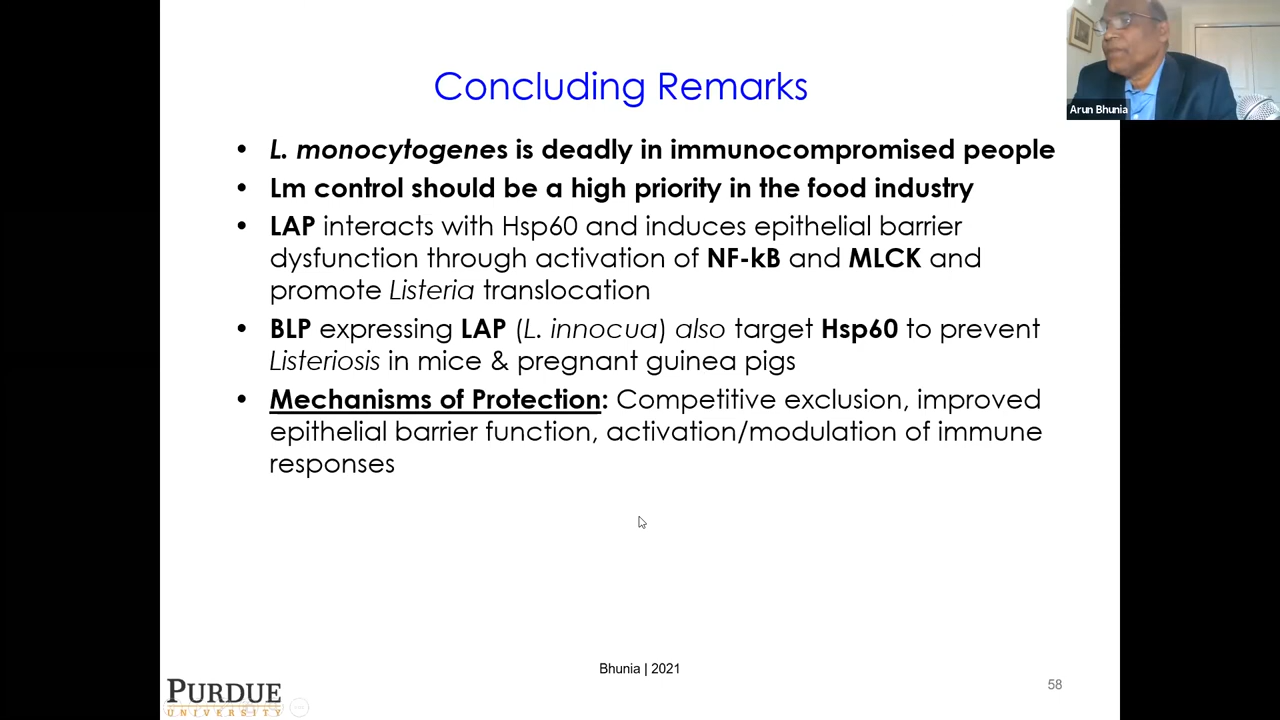 Concluding Remarks
Arun Bhunia
• L. monocytogenes is deadly in immunocompromised people
• Lm control should be a high priority in the food industry
• LAP interacts with Hsp60 and induces epithelial barrier
dysfunction through activation of NF-kB and MLCK and
promote Listeria translocation
• BLP expressing LAP (L. innocua) also target Hsp60 to prevent
Listeriosis in mice & pregnant guinea pigs
• Mechanisms of Protection: Competitive exclusion, improved
epithelial barrier function, activation/modulation of immune
responses
Bhunia | 2021
58
PURDUE
UNIVERSITY